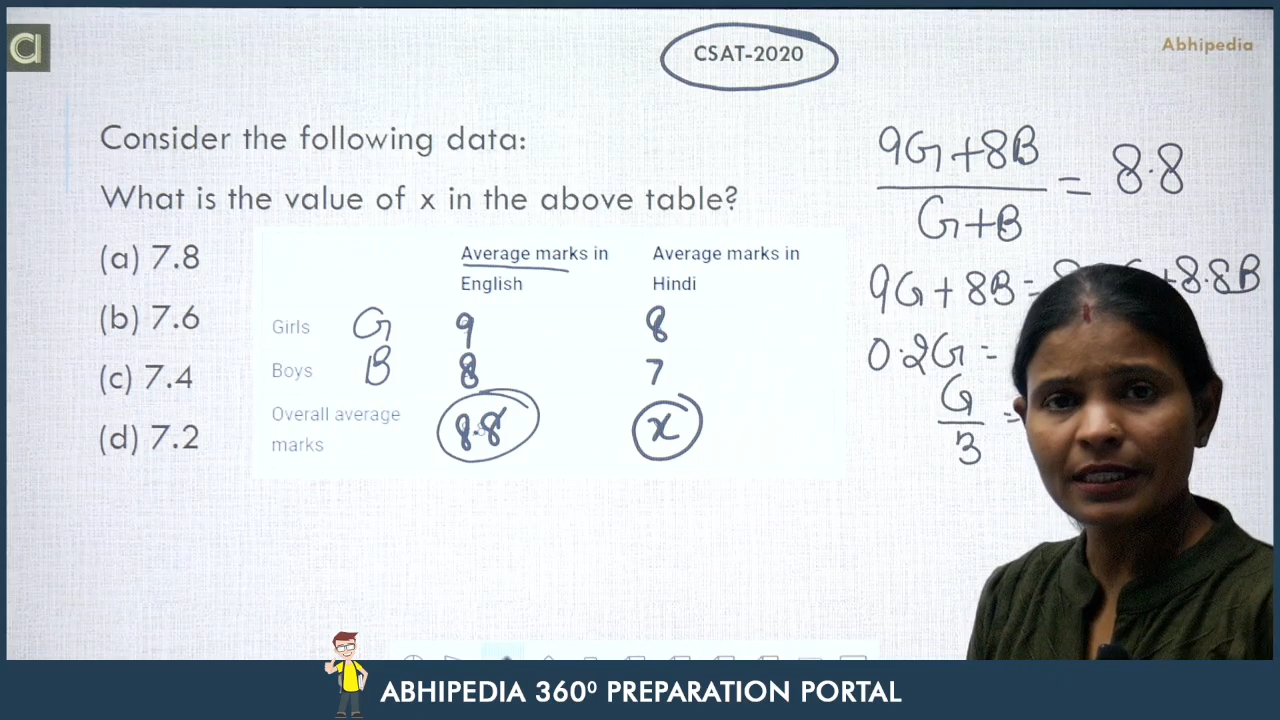 CSAT-2020
Abhipedia
Consider the following data:
What is the value of x in the above table?
(a) 7.8
(b) 7.6
(c) 7.4
(d) 7.2
Average marks in English
Average marks in Hindi
Girls G 9 8
Boys B 8 7
Overall average marks 8.8 x
9G+8B
G+B
= 8.8
9G+8B= +8.8B
0.2G =
G
3
=
ABHIPEDIA 360⁰ PREPARATION PORTAL